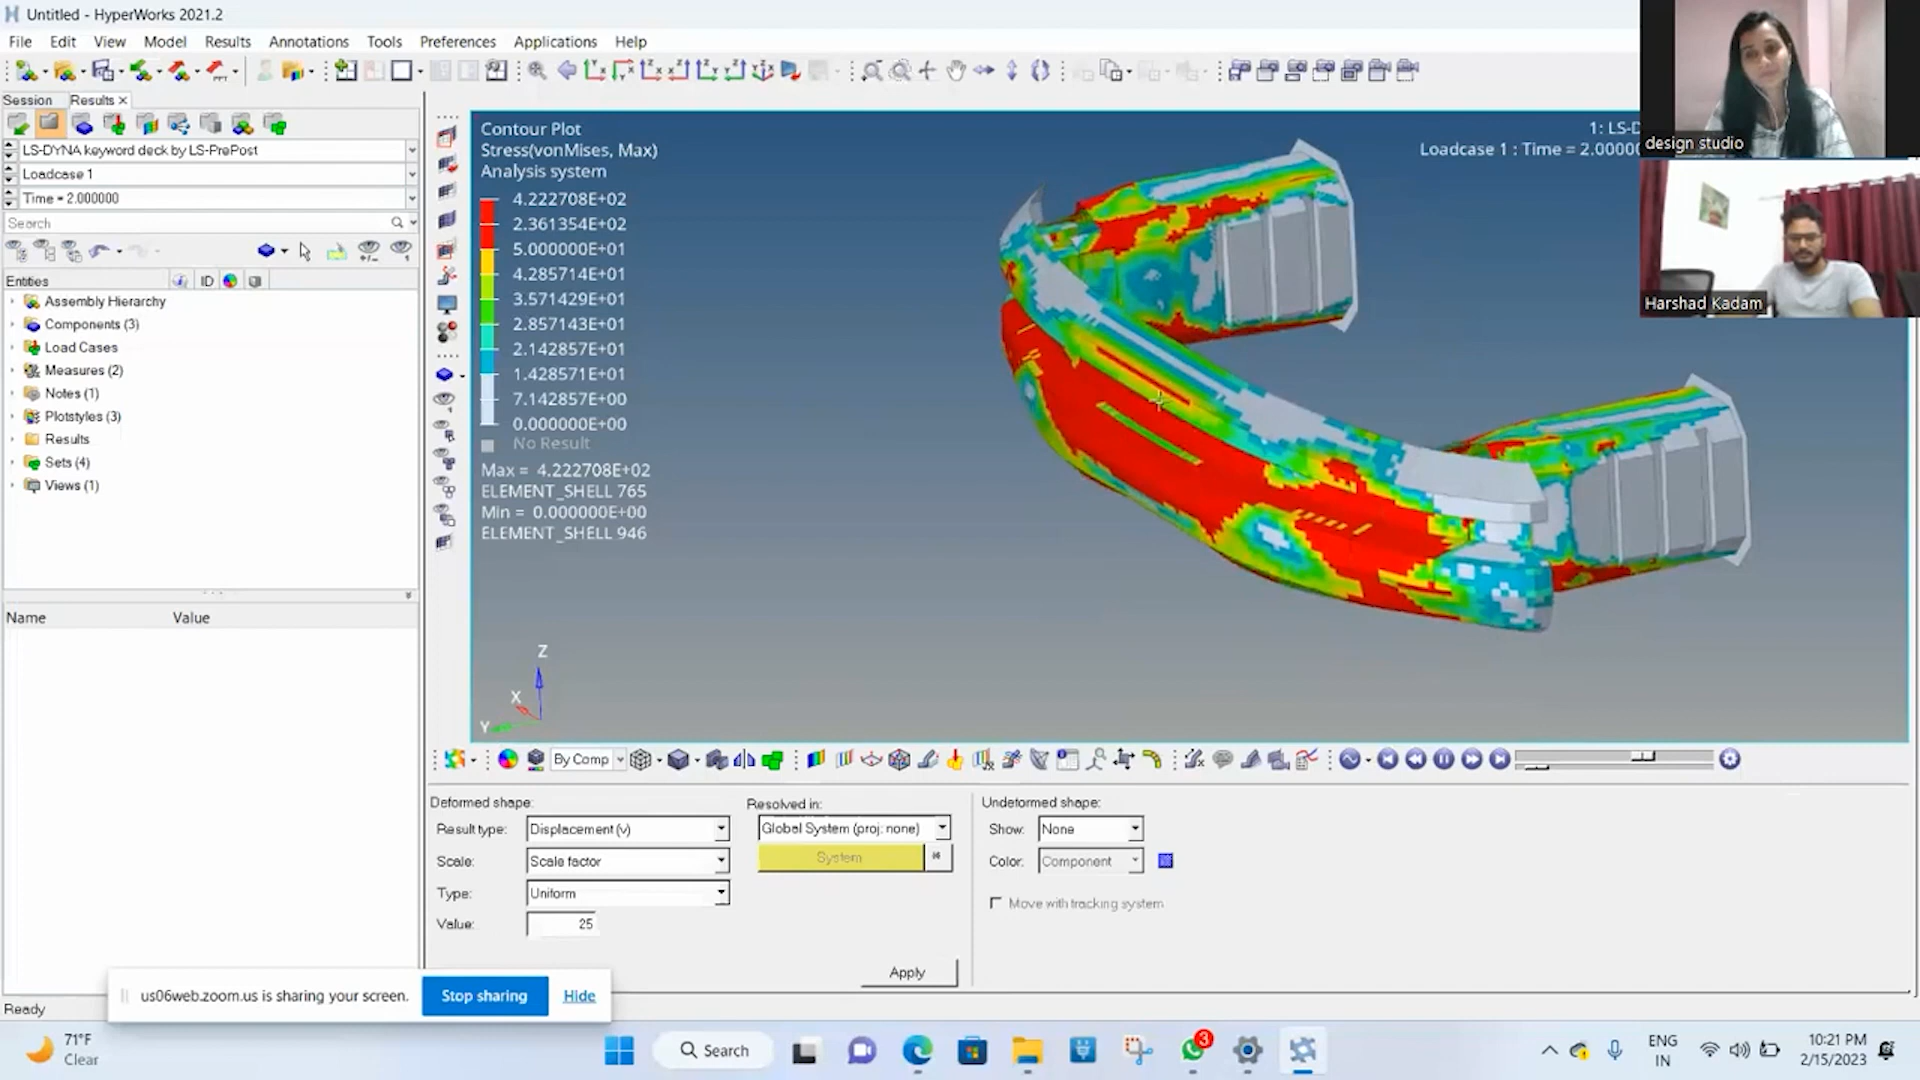 Untitled - HyperWorks 2021.2
File Edit View Model Results Annotations Tools Preferences Applications Help
Session Results
LS-DYNA keyword deck by LS-PrePost
Loadcase 1
Time = 2.000000
Search
Entities ID
Assembly Hierarchy
Components (3)
Load Cases
Measures (2)
Notes (1)
Plotstyles (3)
Results
Sets (4)
Views (1)
Name Value
Contour Plot
Stress(vonMises, Max)
Analysis system
4.222708E+02
2.361354E+02
5.000000E+01
4.285714E+01
3.571429E+01
2.857143E+01
2.142857E+01
1.428571E+01
7.142857E+00
0.000000E+00
No Result
Max = 4.222708E+02
ELEMENT_SHELL 765
Min = 0.000000E+00
ELEMENT_SHELL 946
1: LS-D
Loadcase 1 : Time = 2.00000
design studio
Harshad Kadam
Z
X
Y
By Comp
Deformed shape:
Result type: Displacement (v)
Scale: Scale factor
Type: Uniform
Value: 25
Resolved in:
Global System (proj: none)
System
Undeformed shape:
Show: None
Color: Component
Move with tracking system
Apply
us06web.zoom.us is sharing your screen. Stop sharing Hide
Ready
71°F
Clear
Search
3
ENG
IN
10:21 PM
2/15/2023